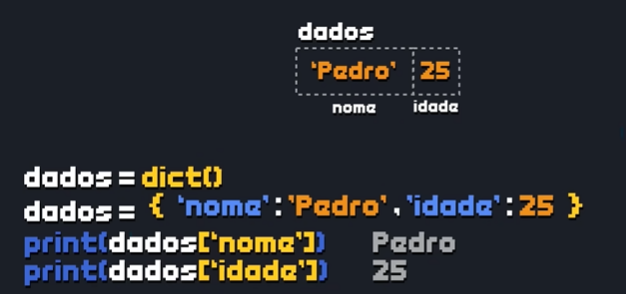 dados
'Pedro' 25
nome idade
dados = dict()
dados = { 'nome':'Pedro','idade':25 }
print(dados['nome']) Pedro
print(dados['idade') 25